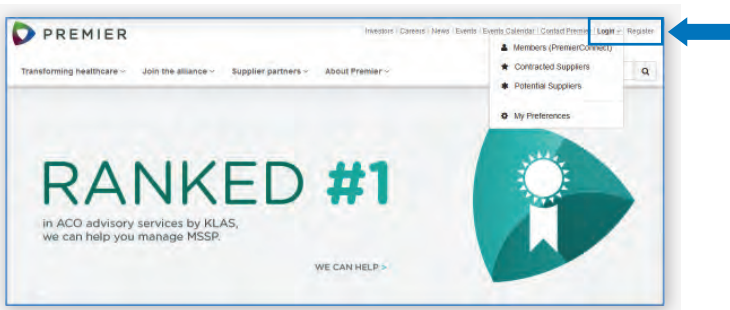 PREMIER
Investors | Careers | News | Events | Events Calendar | Contact Premier | Login | Register
Members (PremierConnect)
Transforming healthcare Join the alliance Supplier partners About Premier
Contracted Suppliers
Potential Suppliers
My Preferences
RANKED #1
in ACO advisory services by KLAS,
we can help you manage MSSP.
WE CAN HELP >